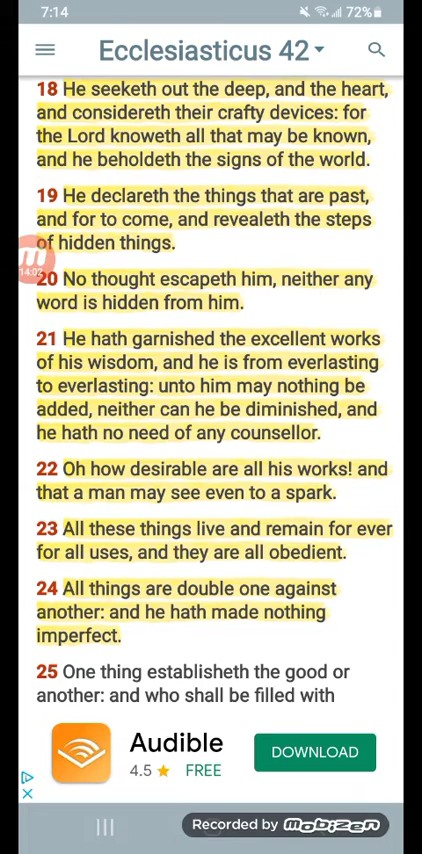 7:14
72%
Ecclesiasticus 42
18 He seeketh out the deep, and the heart,
and considereth their crafty devices: for
the Lord knoweth all that may be known,
and he beholdeth the signs of the world.
19 He declareth the things that are past,
and for to come, and revealeth the steps
of hidden things.
14:02
20 No thought escapeth him, neither any
word is hidden from him.
21 He hath garnished the excellent works
of his wisdom, and he is from everlasting
to everlasting: unto him may nothing be
added, neither can he be diminished, and
he hath no need of any counsellor.
22 Oh how desirable are all his works! and
that a man may see even to a spark.
23 All these things live and remain for ever
for all uses, and they are all obedient.
24 All things are double one against
another: and he hath made nothing
imperfect.
25 One thing establisheth the good or
another: and who shall be filled with
Audible
4.5 ★ FREE
DOWNLOAD
Recorded by mobizen